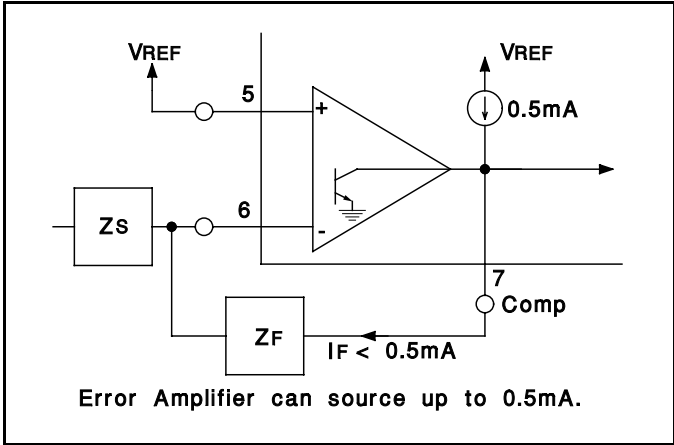 VREF
VREF
5
+
0.5mA
6
ZS
-
7
Comp
ZF
IF < 0.5mA
Error Amplifier can source up to 0.5mA.